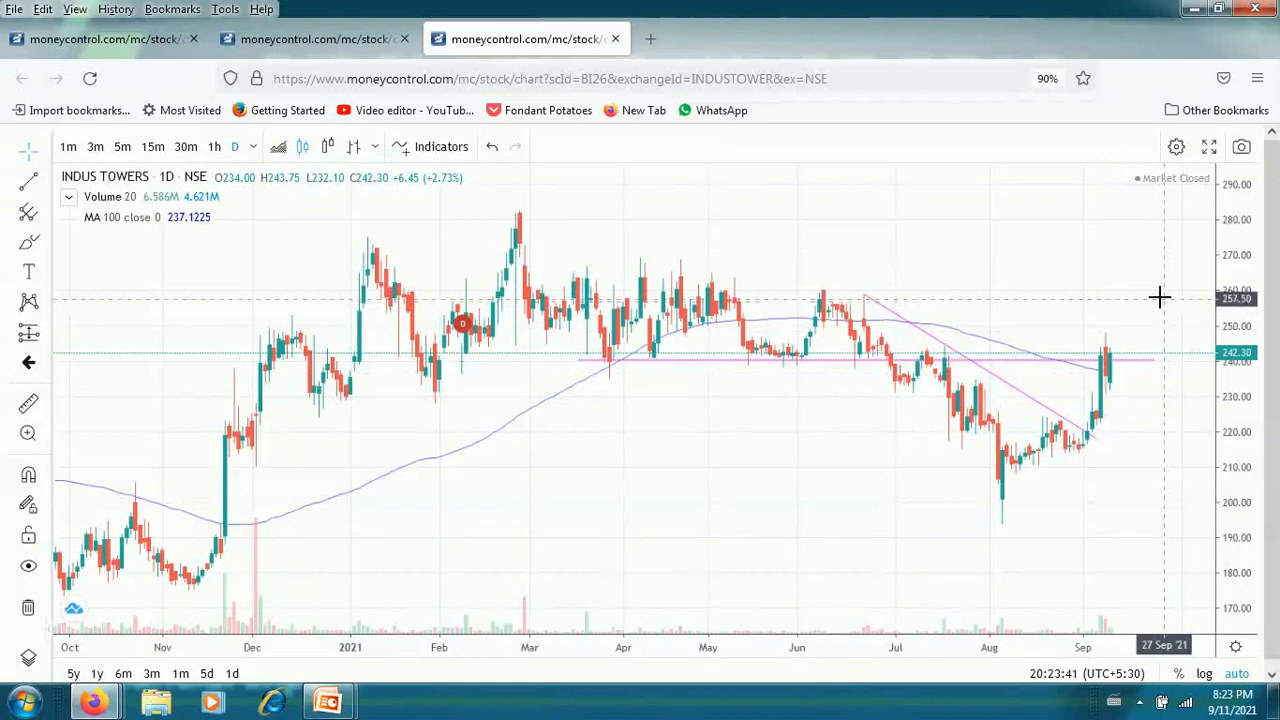 File Edit View History Bookmarks Tools Help
moneycontrol.com/mc/stock/c
moneycontrol.com/mc/stock/c
moneycontrol.com/mc/stock/c
https://www.moneycontrol.com/mc/stock/chart?scId=BI26&exchangeId=INDUSTOWER&ex=NSE 90%
Import bookmarks... Most Visited Getting Started Video editor - YouTub... Fondant Potatoes New Tab WhatsApp Other Bookmarks
1m 3m 5m 15m 30m 1h D Indicators
INDUS TOWERS · 1D · NSE O234.00 H243.75 L232.10 C242.30 +6.45 (+2.73%)
Market Closed
Volume 20 6.586M 4.621M
MA 100 close 0 237.1225
290.00
280.00
270.00
260.00
257.50
250.00
242.30
240.00
230.00
220.00
210.00
200.00
190.00
180.00
170.00
D
Oct Nov Dec 2021 Feb Mar Apr May Jun Jul Aug Sep 27 Sep '21
5y 1y 6m 3m 1m 5d 1d 20:23:41 (UTC+5:30) % log auto
8:23 PM
9/11/2021